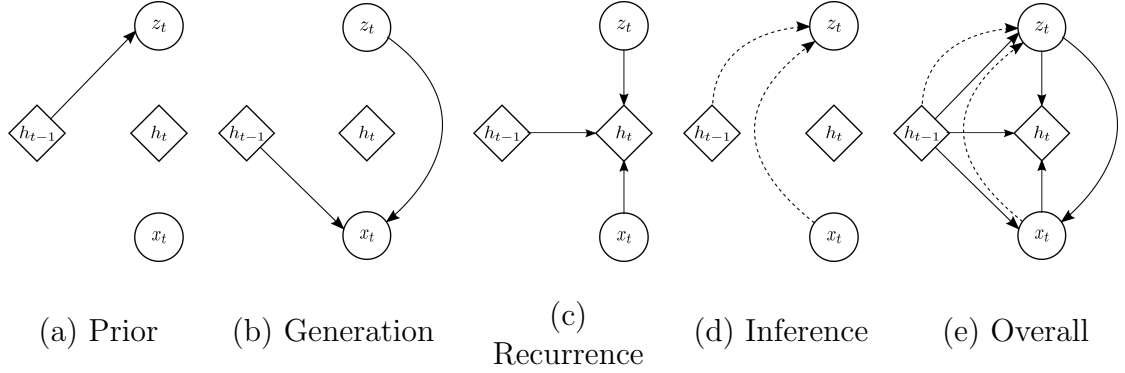 z_t
h_{t−1}
h_t
x_t
(a) Prior
z_t
h_{t−1}
h_t
x_t
(b) Generation
z_t
h_{t−1}
h_t
x_t
(c)
Recurrence
z_t
h_{t−1}
h_t
x_t
(d) Inference
z_t
h_{t−1}
h_t
x_t
(e) Overall